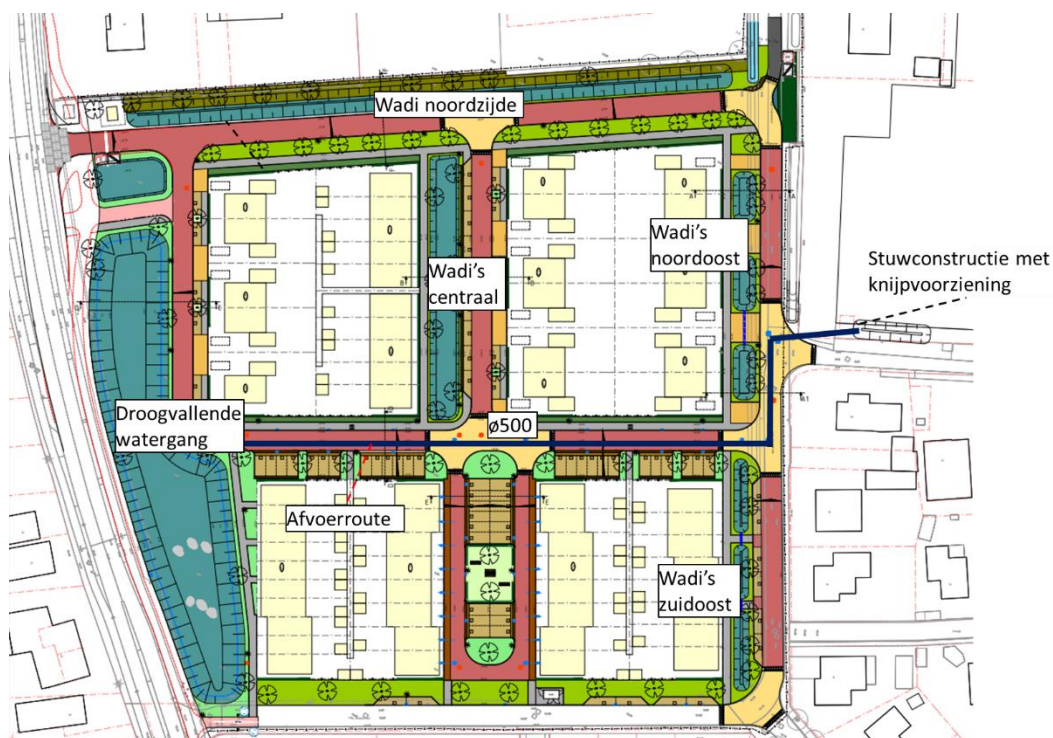 Wadi noordzijde
Wadi's
noordoost
Stuwconstructie met
knijpvoorziening
Wadi's
centraal
Droogvallende
watergang
ø500
Afvoerroute
Wadi's
zuidoost